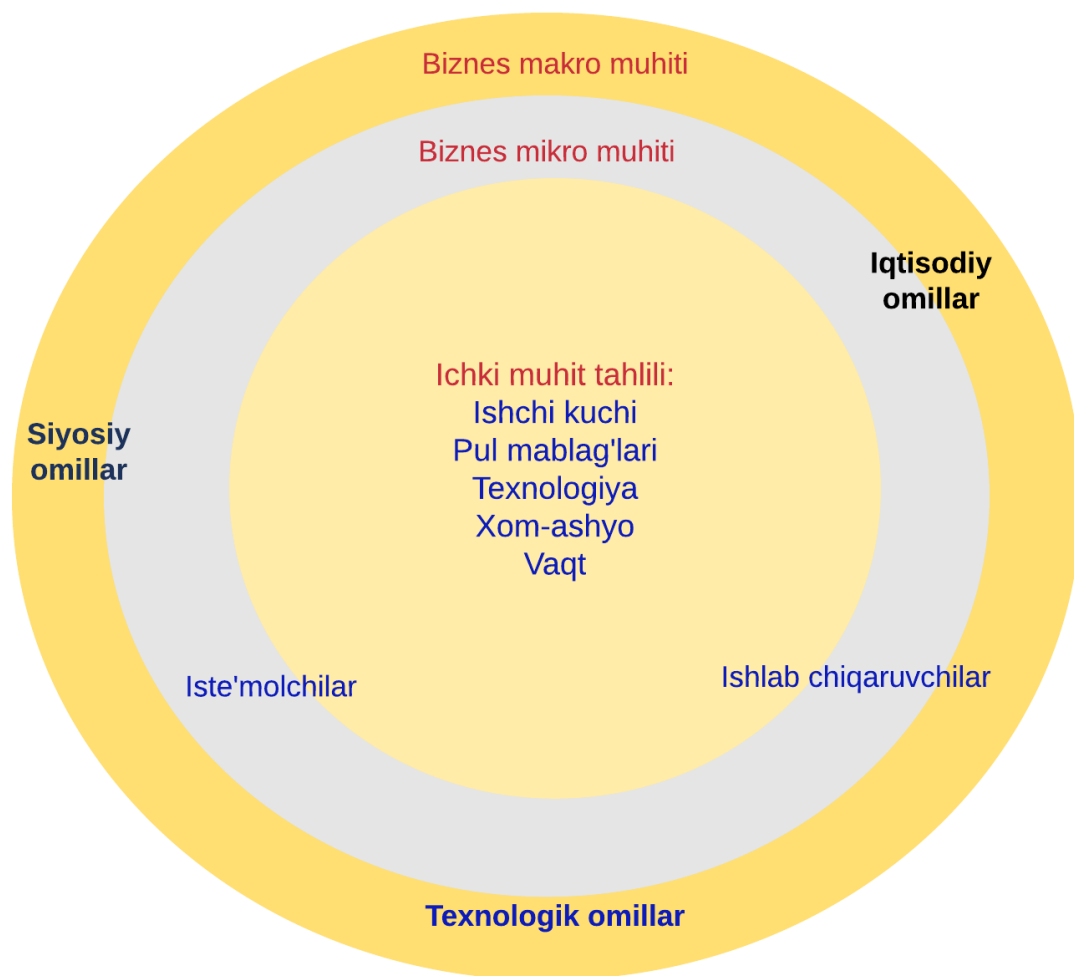 Biznes makro muhiti
Biznes mikro muhiti
Iqtisodiy
omillar
Ichki muhit tahlili:
Ishchi kuchi
Pul mablag'lari
Texnologiya
Xom-ashyo
Vaqt
Siyosiy
omillar
Iste'molchilar
Ishlab chiqaruvchilar
Texnologik omillar